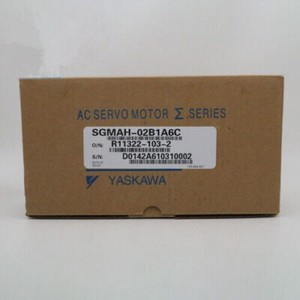 AC SERVO MOTOR Σ SERIES
SGMAH-02B1A6C
O/N: R11322-103-2
S/N: D0142A610310002
YASKAWA